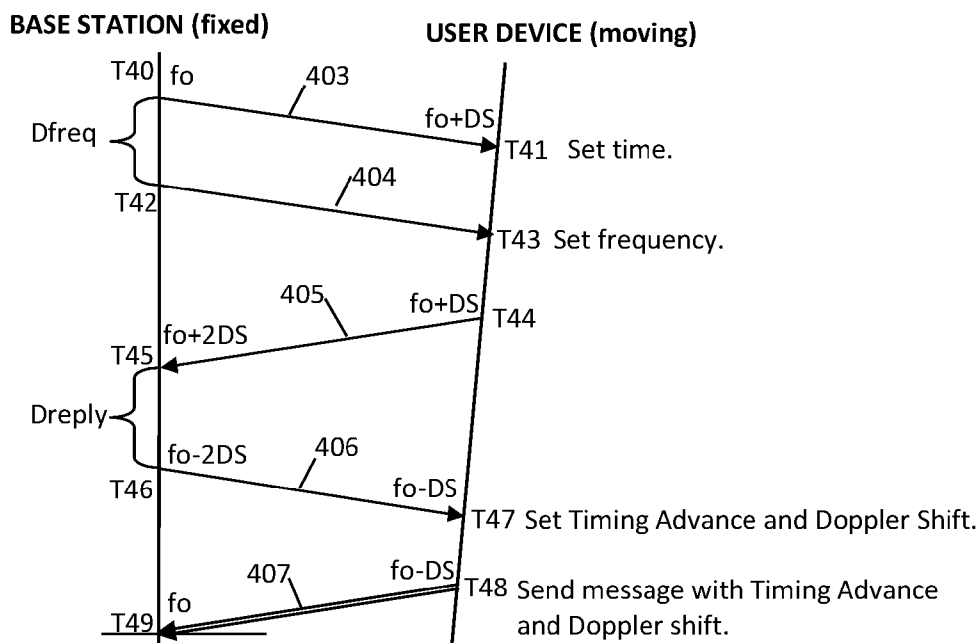 BASE STATION (fixed)
USER DEVICE (moving)
T40
fo
403
fo+DS
Dfreq
T41 Set time.
404
T42
T43 Set frequency.
405
fo+DS
T44
fo+2DS
T45
Dreply
fo-2DS
406
T46
fo-DS
T47 Set Timing Advance and Doppler Shift.
407
fo-DS
T48 Send message with Timing Advance
and Doppler shift.
fo
T49